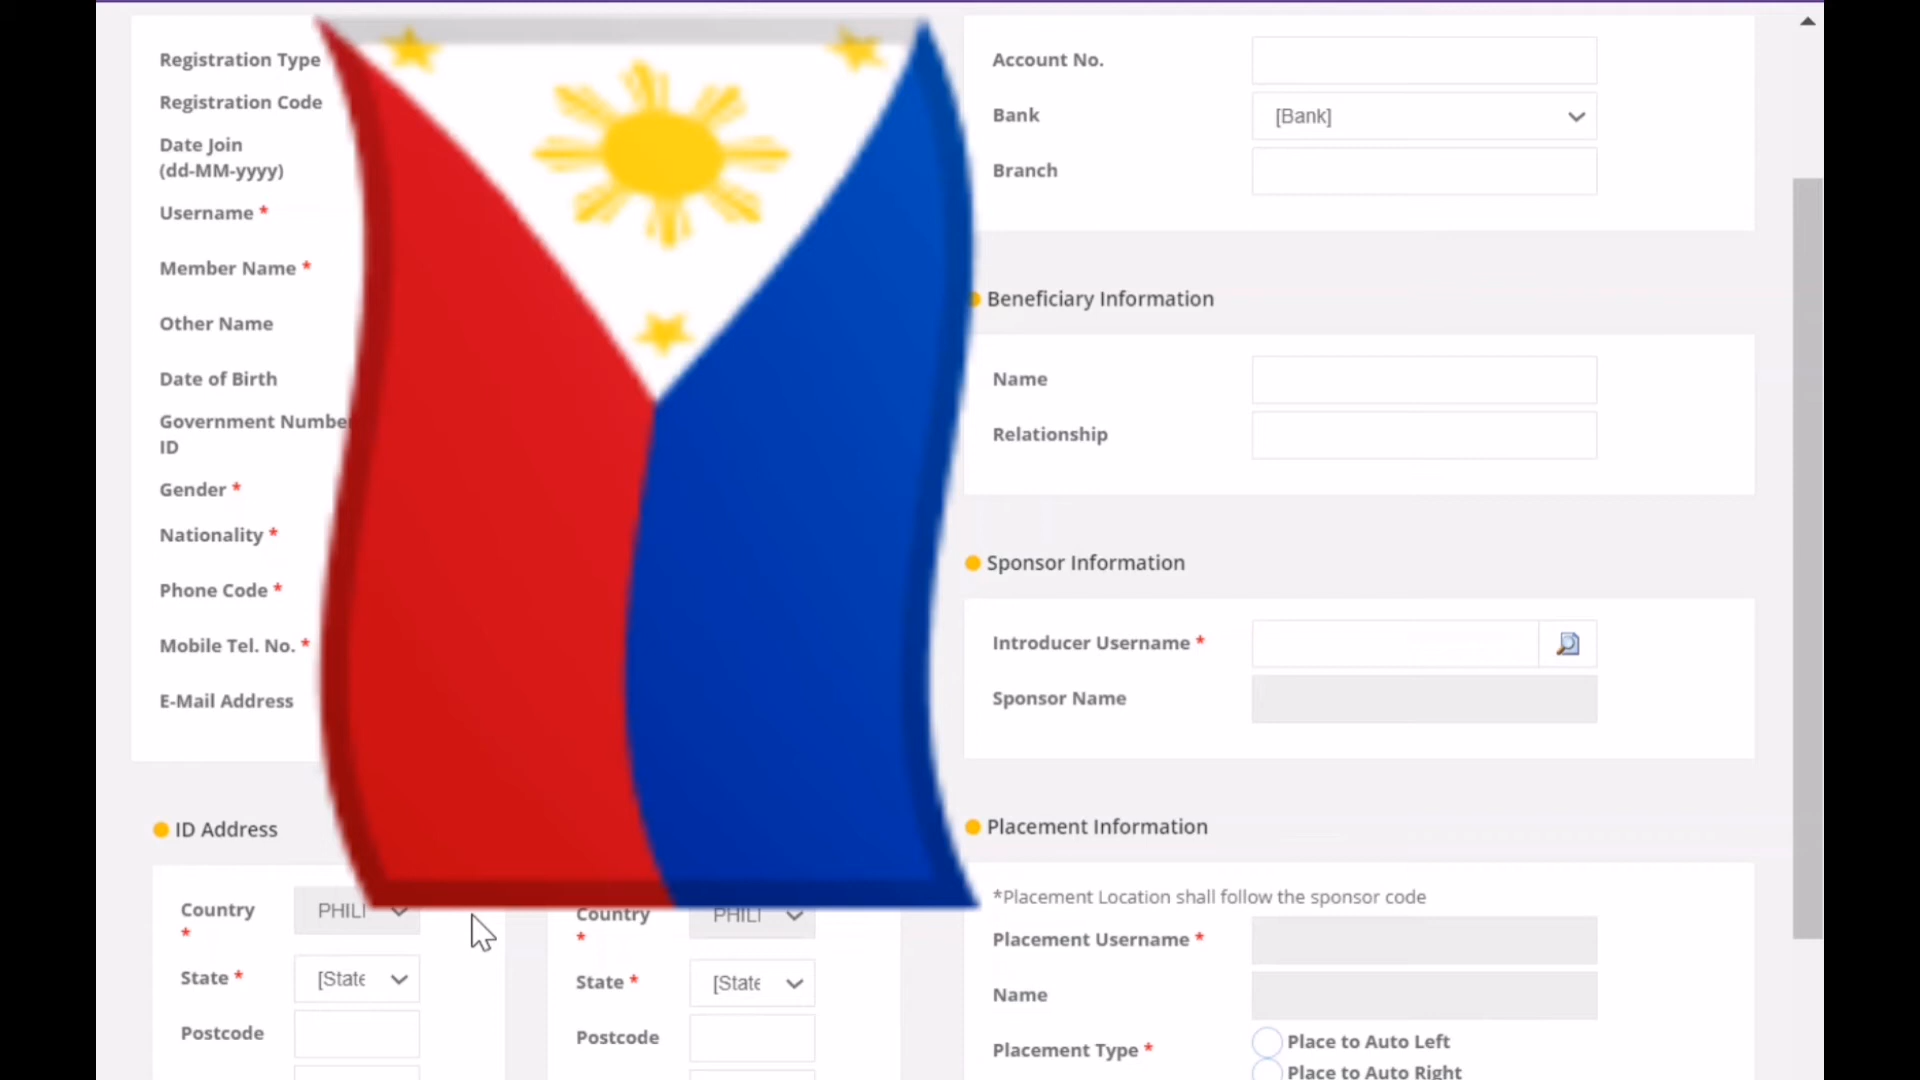 Registration Type
Registration Code
Date Join
(dd-MM-yyyy)
Username *
Member Name *
Other Name
Date of Birth
Government Number
ID
Gender *
Nationality *
Phone Code *
Mobile Tel. No. *
E-Mail Address
ID Address
Country
*
PHILI
State *
[State
Postcode
Country
*
PHILI
State *
[State
Postcode
Account No.
Bank
[Bank]
Branch
Beneficiary Information
Name
Relationship
Sponsor Information
Introducer Username *
Sponsor Name
Placement Information
*Placement Location shall follow the sponsor code
Placement Username *
Name
Placement Type *
Place to Auto Left
Place to Auto Right